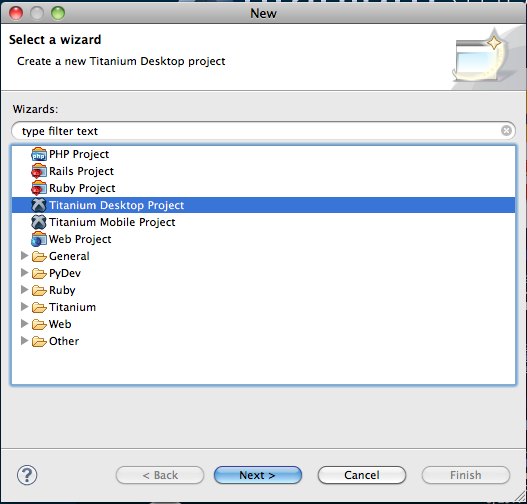 New
Select a wizard
Create a new Titanium Desktop project
Wizards:
type filter text
php PHP Project
Rails Project
Ruby Project
Titanium Desktop Project
Titanium Mobile Project
Web Project
General
PyDev
Ruby
Titanium
Web
Other
? < Back Next > Cancel Finish